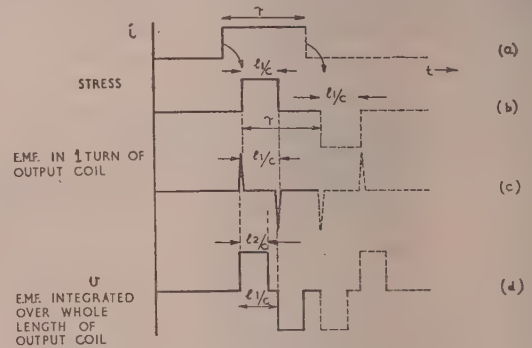 τ
i
(a)
l1/c
t
STRESS
l1/c
(b)
τ
E.M.F. IN 1 TURN OF
OUTPUT COIL
l1/c
(c)
l2/c
υ
(d)
l1/c
E.M.F. INTEGRATED
OVER WHOLE
LENGTH OF
OUTPUT COIL